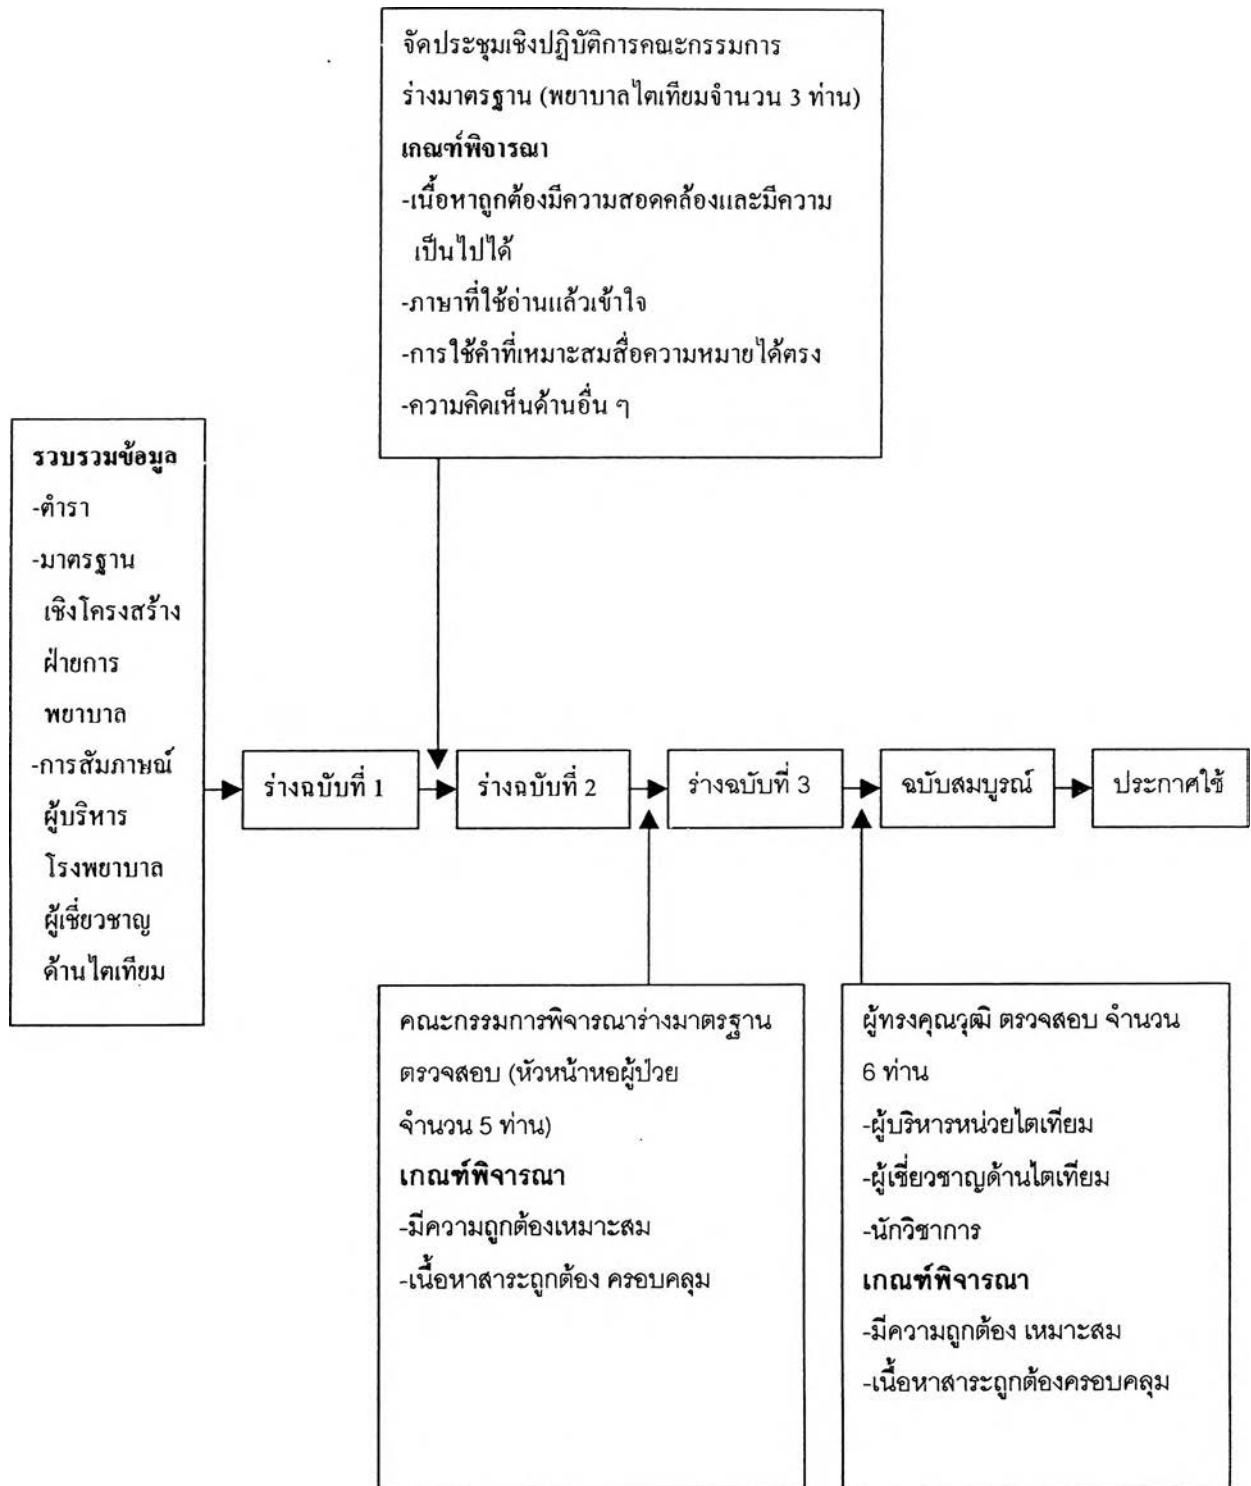 จัดประชุมเชิงปฏิบัติการคณะกรรมการ
ร่างมาตรฐาน (พยาบาลไตเทียมจำนวน 3 ท่าน)
เกณฑ์พิจารณา
-เนื้อหาถูกต้องมีความสอดคล้องและมีความ
เป็นไปได้
-ภาษาที่ใช้อ่านแล้วเข้าใจ
-การใช้คำที่เหมาะสมสื่อความหมายได้ตรง
-ความคิดเห็นด้านอื่น ๆ
รวบรวมข้อมูล
-ตำรา
-มาตรฐาน
เชิงโครงสร้าง
ฝ่ายการ
พยาบาล
-การสัมภาษณ์
ผู้บริหาร
โรงพยาบาล
ผู้เชี่ยวชาญ
ด้านไตเทียม
ร่างฉบับที่ 1
ร่างฉบับที่ 2
ร่างฉบับที่ 3
ฉบับสมบูรณ์
ประกาศใช้
คณะกรรมการพิจารณาร่างมาตรฐาน
ตรวจสอบ (หัวหน้าหอผู้ป่วย
จำนวน 5 ท่าน)
เกณฑ์พิจารณา
-มีความถูกต้องเหมาะสม
-เนื้อหาสาระถูกต้อง ครอบคลุม
ผู้ทรงคุณวุฒิ ตรวจสอบ จำนวน
6 ท่าน
-ผู้บริหารหน่วยไตเทียม
-ผู้เชี่ยวชาญด้านไตเทียม
-นักวิชาการ
เกณฑ์พิจารณา
-มีความถูกต้อง เหมาะสม
-เนื้อหาสาระถูกต้องครอบคลุม